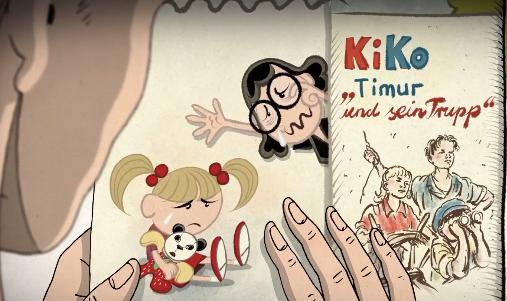 KiKo
Timur
„und sein Trupp“